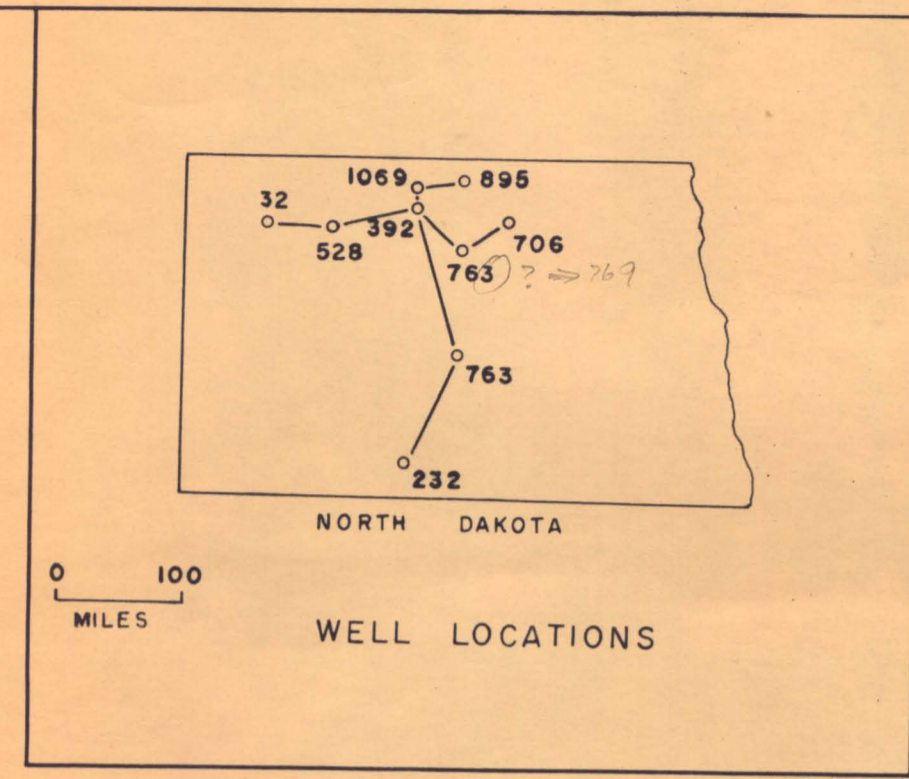 1069 895
32
392 706
528
763 ? ⇒ 769
763
232
NORTH DAKOTA
0 100
MILES
WELL LOCATIONS